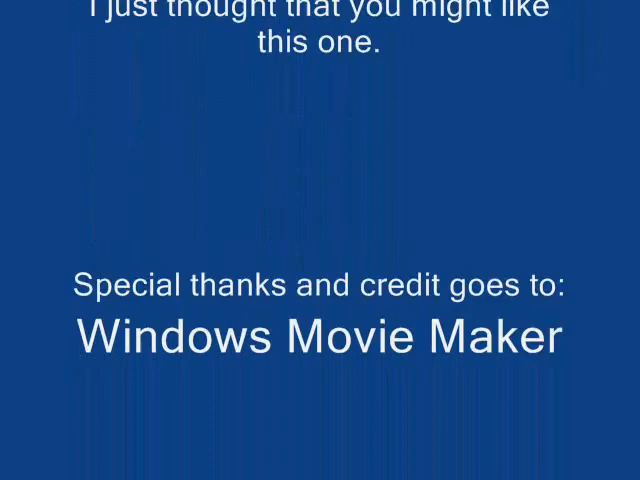 I just thought that you might like
this one.
Special thanks and credit goes to:
Windows Movie Maker